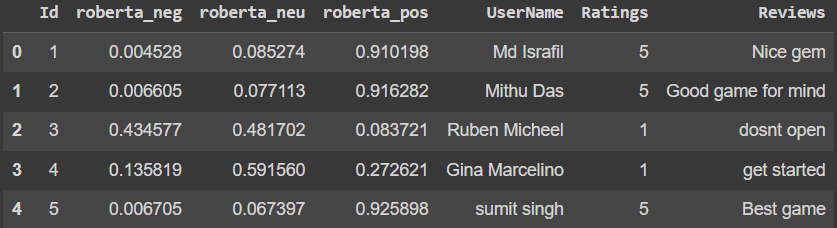 Id roberta_neg roberta_neu roberta_pos UserName Ratings Reviews
0 1 0.004528 0.085274 0.910198 Md Israfil 5 Nice gem
1 2 0.006605 0.077113 0.916282 Mithu Das 5 Good game for mind
2 3 0.434577 0.481702 0.083721 Ruben Micheel 1 dosnt open
3 4 0.135819 0.591560 0.272621 Gina Marcelino 1 get started
4 5 0.006705 0.067397 0.925898 sumit singh 5 Best game